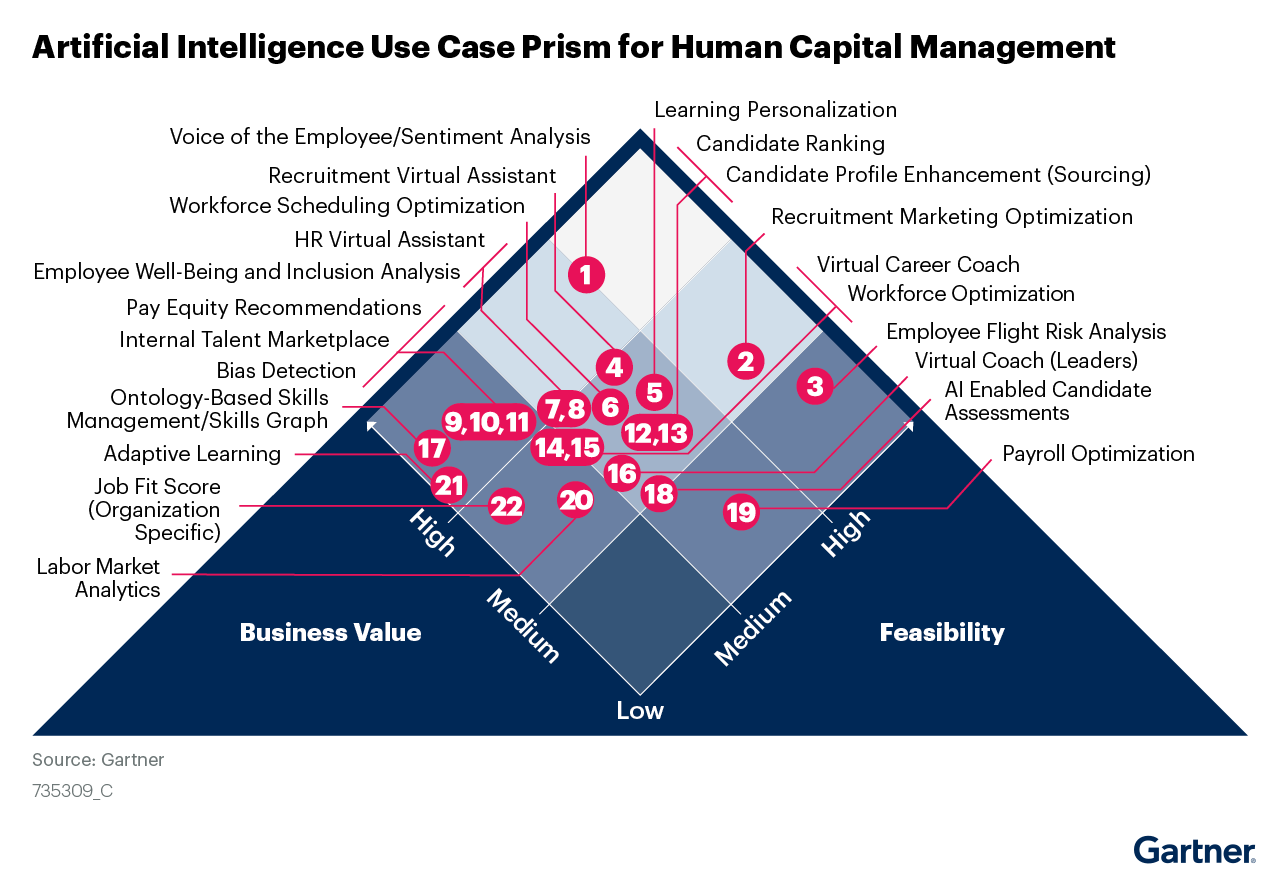 Artificial Intelligence Use Case Prism for Human Capital Management
Learning Personalization
Voice of the Employee/Sentiment Analysis
Candidate Ranking
Recruitment Virtual Assistant
Candidate Profile Enhancement (Sourcing)
Workforce Scheduling Optimization
Recruitment Marketing Optimization
HR Virtual Assistant
Virtual Career Coach
Employee Well-Being and Inclusion Analysis
1
Workforce Optimization
Pay Equity Recommendations
Employee Flight Risk Analysis
Internal Talent Marketplace
Virtual Coach (Leaders)
Bias Detection
4
2
AI Enabled Candidate
Assessments
Ontology-Based Skills
Management/Skills Graph
5
3
7,8
6
9,10,11
12,13
17
14,15
Adaptive Learning
Payroll Optimization
16
21
18
Job Fit Score
(Organization
Specific)
22
20
19
High
High
Labor Market
Analytics
Medium
Medium
Business Value
Feasibility
Low
Source: Gartner
735309_C
Gartner®